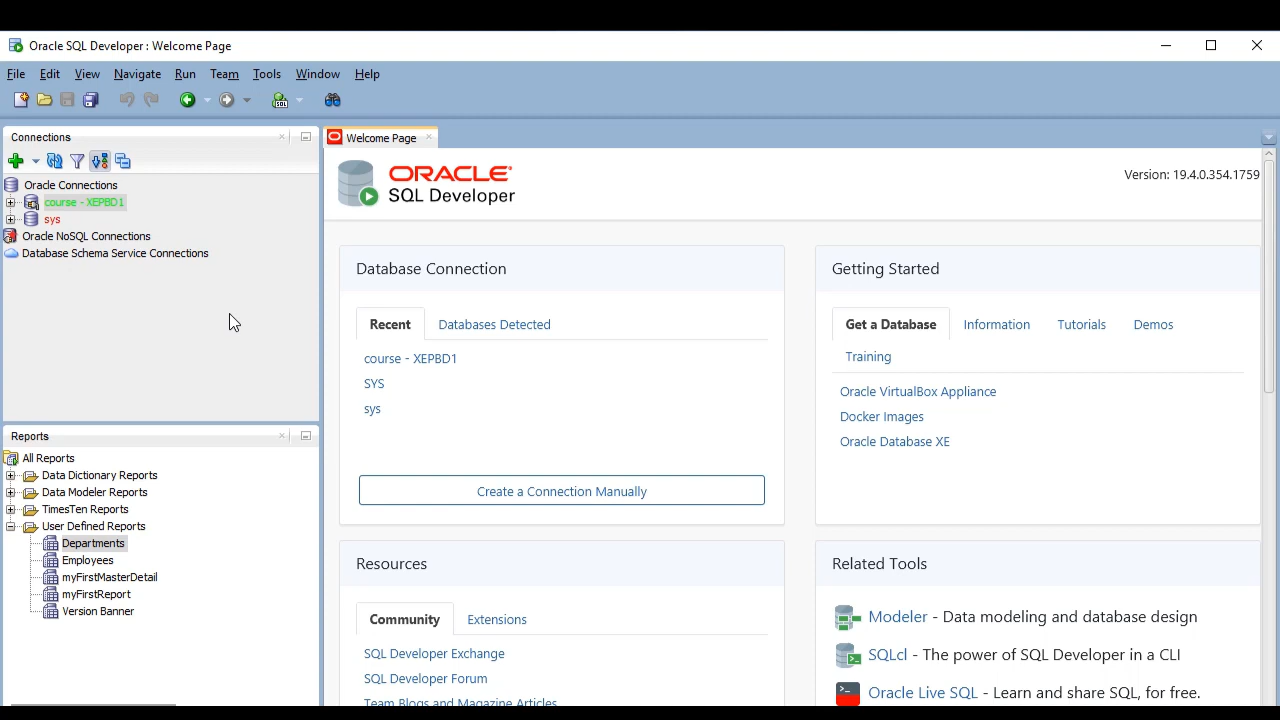 Oracle SQL Developer : Welcome Page
File Edit View Navigate Run Team Tools Window Help
SQL
Connections
Oracle Connections
course - XEPBD1
sys
Oracle NoSQL Connections
Database Schema Service Connections
Reports
All Reports
Data Dictionary Reports
Data Modeler Reports
TimesTen Reports
User Defined Reports
Departments
Employees
myFirstMasterDetail
myFirstReport
Version Banner
Welcome Page
ORACLE
SQL Developer
Version: 19.4.0.354.1759
Database Connection
Recent Databases Detected
course - XEPBD1
SYS
sys
Create a Connection Manually
Getting Started
Get a Database Information Tutorials Demos
Training
Oracle VirtualBox Appliance
Docker Images
Oracle Database XE
Resources
Community Extensions
SQL Developer Exchange
SQL Developer Forum
Team Blogs and Magazine Articles
Related Tools
Modeler - Data modeling and database design
SQLcl - The power of SQL Developer in a CLI
Oracle Live SQL - Learn and share SQL, for free.